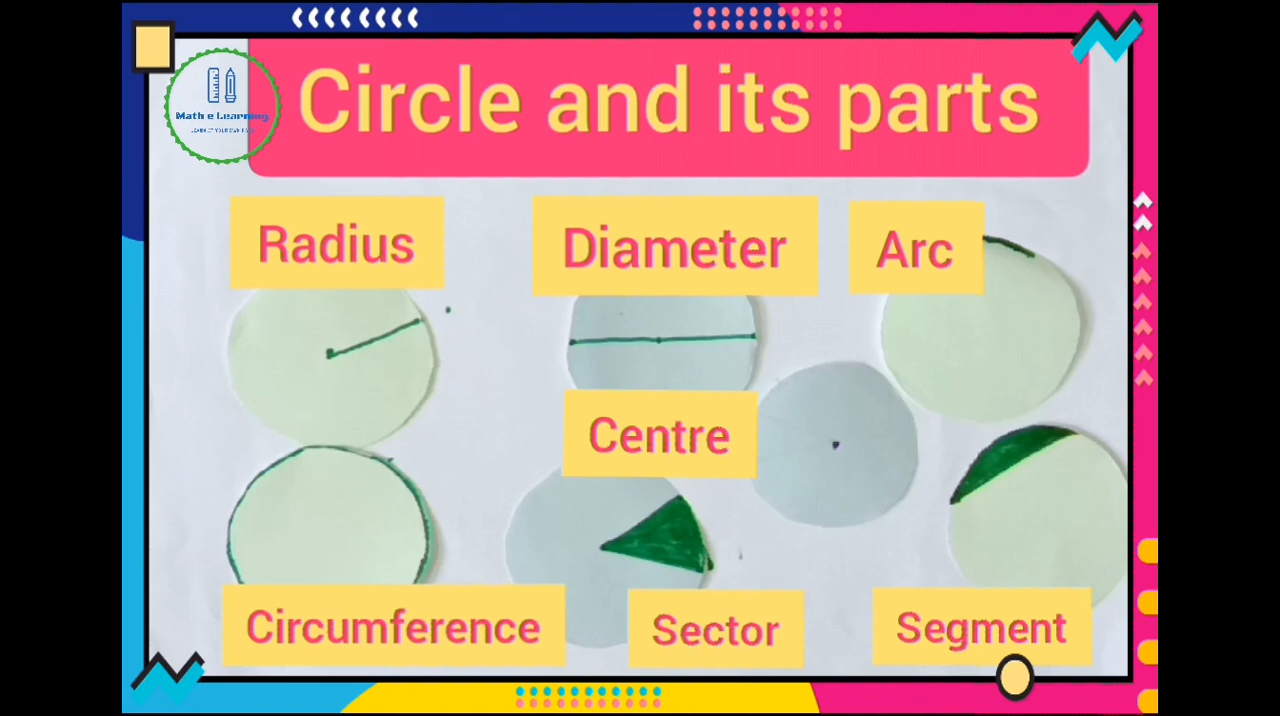 Circle and its parts
Math e Learning
Radius
Diameter
Arc
Centre
Circumference
Sector
Segment